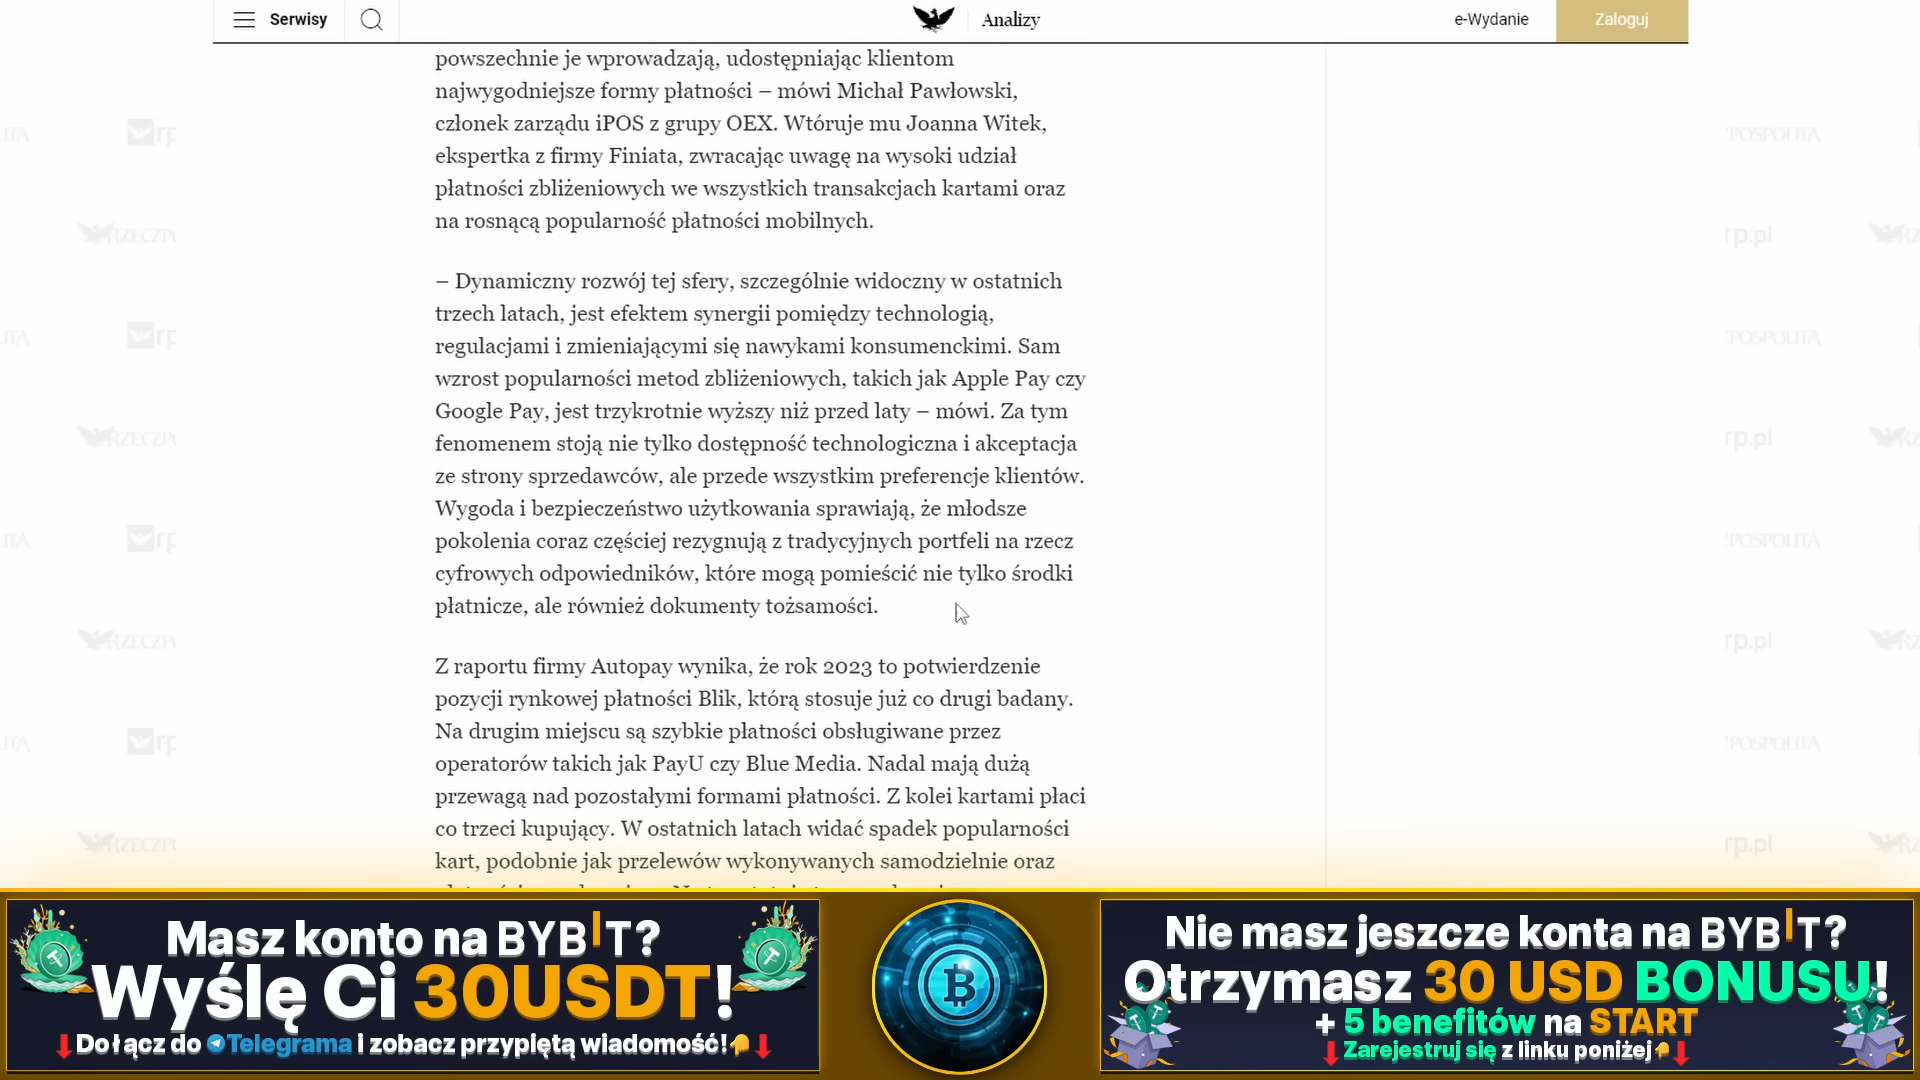 Serwisy
Analizy
e-Wydanie
Zaloguj
powszechnie je wprowadzają, udostępniając klientom
najwygodniejsze formy płatności – mówi Michał Pawłowski,
członek zarządu iPOS z grupy OEX. Wtóruje mu Joanna Witek,
ekspertka z firmy Finiata, zwracając uwagę na wysoki udział
płatności zbliżeniowych we wszystkich transakcjach kartami oraz
na rosnącą popularność płatności mobilnych.
– Dynamiczny rozwój tej sfery, szczególnie widoczny w ostatnich
trzech latach, jest efektem synergii pomiędzy technologią,
regulacjami i zmieniającymi się nawykami konsumenckimi. Sam
wzrost popularności metod zbliżeniowych, takich jak Apple Pay czy
Google Pay, jest trzykrotnie wyższy niż przed laty – mówi. Za tym
fenomenem stoją nie tylko dostępność technologiczna i akceptacja
ze strony sprzedawców, ale przede wszystkim preferencje klientów.
Wygoda i bezpieczeństwo użytkowania sprawiają, że młodsze
pokolenia coraz częściej rezygnują z tradycyjnych portfeli na rzecz
cyfrowych odpowiedników, które mogą pomieścić nie tylko środki
płatnicze, ale również dokumenty tożsamości.
Z raportu firmy Autopay wynika, że rok 2023 to potwierdzenie
pozycji rynkowej płatności Blik, którą stosuje już co drugi badany.
Na drugim miejscu są szybkie płatności obsługiwane przez
operatorów takich jak PayU czy Blue Media. Nadal mają dużą
przewagą nad pozostałymi formami płatności. Z kolei kartami płaci
co trzeci kupujący. W ostatnich latach widać spadek popularności
kart, podobnie jak przelewów wykonywanych samodzielnie oraz
Masz konto na BYBIT?
Wyślę Ci 30USDT!
Dołącz do Telegrama i zobacz przypiętą wiadomość!
Nie masz jeszcze konta na BYBIT?
Otrzymasz 30 USD BONUSU!
+ 5 benefitów na START
Zarejestruj się z linku poniżej